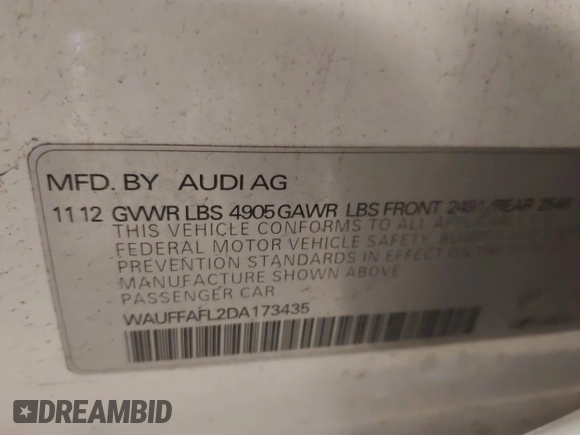 MFD. BY AUDI AG
11 12 GVWR LBS 4905 GAWR LBS FRONT 2491 / REAR 2546
THIS VEHICLE CONFORMS TO ALL
FEDERAL MOTOR VEHICLE SAFETY,
PREVENTION STANDARDS IN EFFECT ON
MANUFACTURE SHOWN ABOVE
PASSENGER CAR
WAUFFAFL2DA173435
DREAMBID